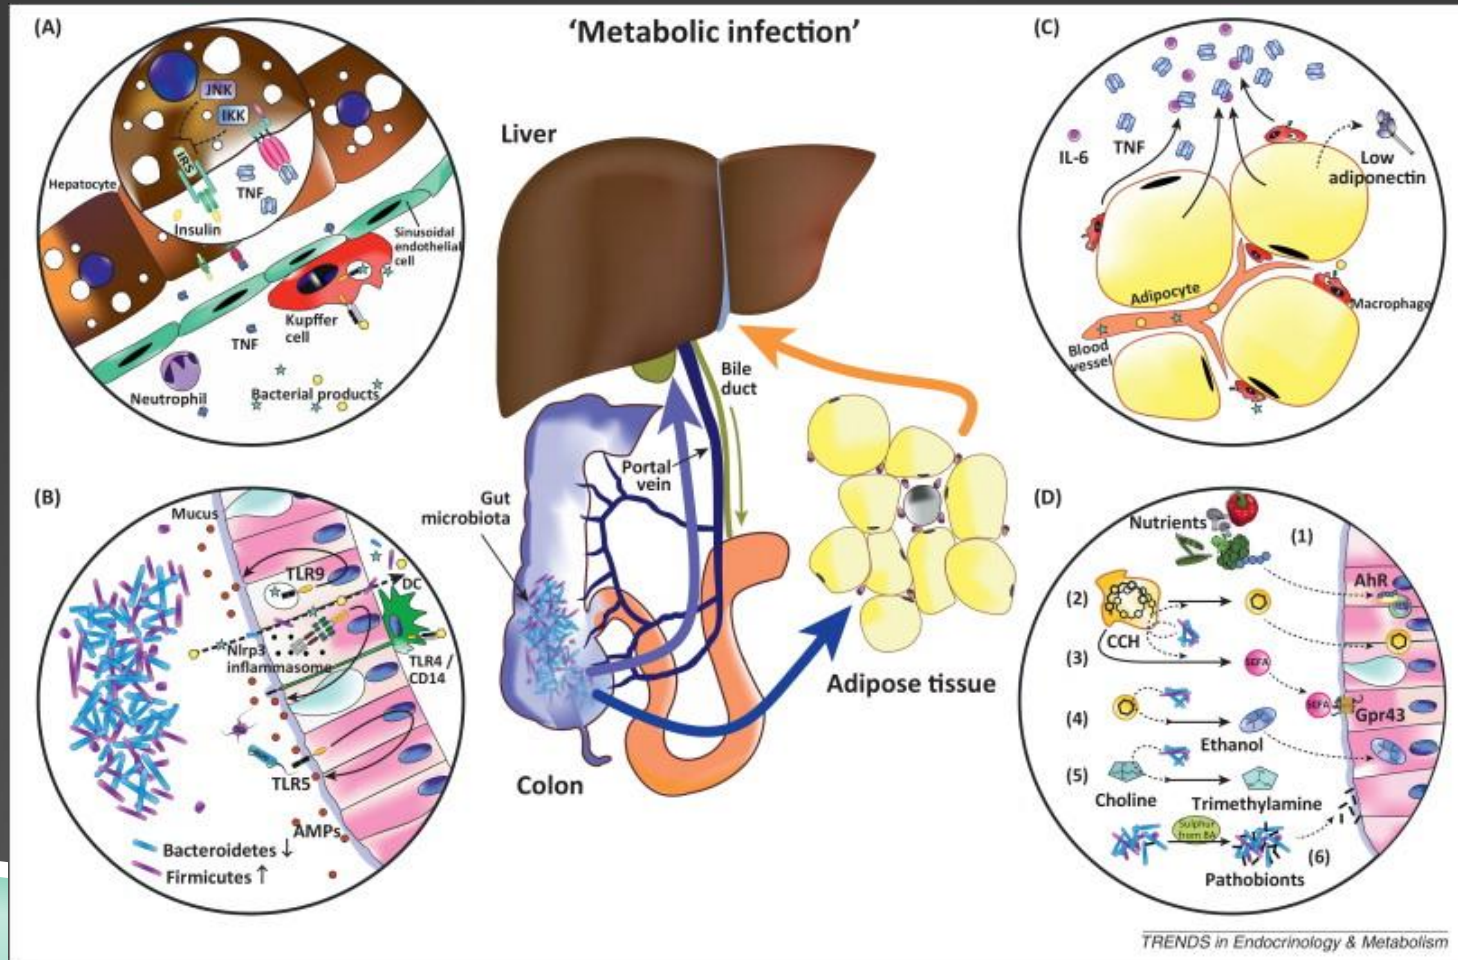 'Metabolic infection'
(A)
JNK
IKK
IRS
Hepatocyte
TNF
Insulin
Sinusoidal
endothelial
cell
Kupffer
cell
TNF
Neutrophil
Bacterial products
Liver
Bile
duct
Portal
vein
Gut
microbiota
Colon
Adipose tissue
(B)
Mucus
TLR9
DC
Nlrp3
inflammasome
TLR4 /
CD14
TLR5
AMPs
Bacteroidetes ↓
Firmicutes ↑
(C)
IL-6
TNF
Low
adiponectin
Adipocyte
Macrophage
Blood
vessel
(D)
Nutrients
(1)
AhR
(2)
CCH
(3)
SCFA
SCFA
Gpr43
(4)
Ethanol
(5)
Choline
Trimethylamine
Sulphur
from BA
(6)
Pathobionts
TRENDS in Endocrinology & Metabolism